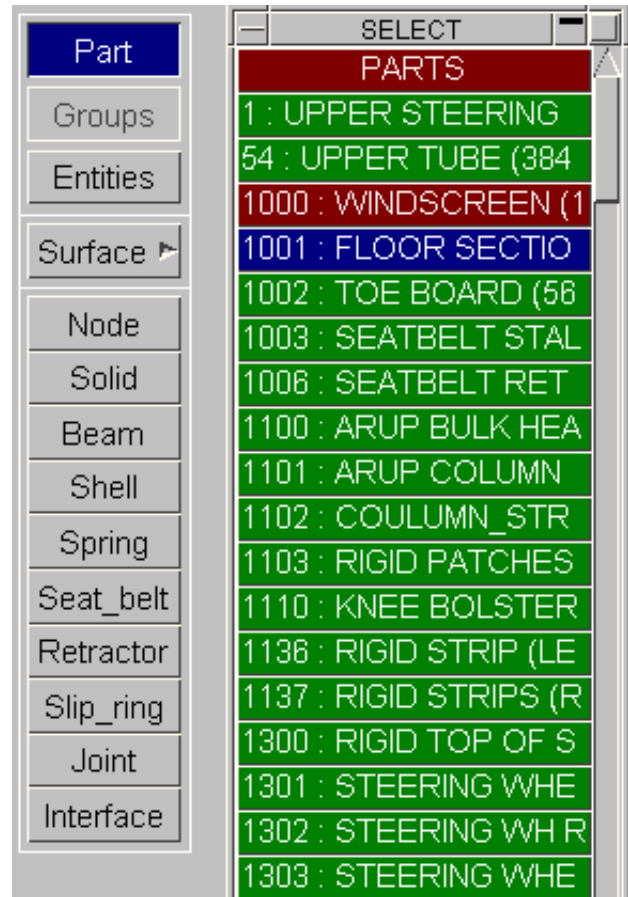 Part
Groups
Entities
Surface
Node
Solid
Beam
Shell
Spring
Seat_belt
Retractor
Slip_ring
Joint
Interface
SELECT
PARTS
1 : UPPER STEERING
54 : UPPER TUBE (384
1000 : WINDSCREEN (1
1001 : FLOOR SECTIO
1002 : TOE BOARD (56
1003 : SEATBELT STAL
1006 : SEATBELT RET
1100 : ARUP BULK HEA
1101 : ARUP COLUMN
1102 : COULUMN_STR
1103 : RIGID PATCHES
1110 : KNEE BOLSTER
1136 : RIGID STRIP (LE
1137 : RIGID STRIPS (R
1300 : RIGID TOP OF S
1301 : STEERING WHE
1302 : STEERING WH R
1303 : STEERING WHE